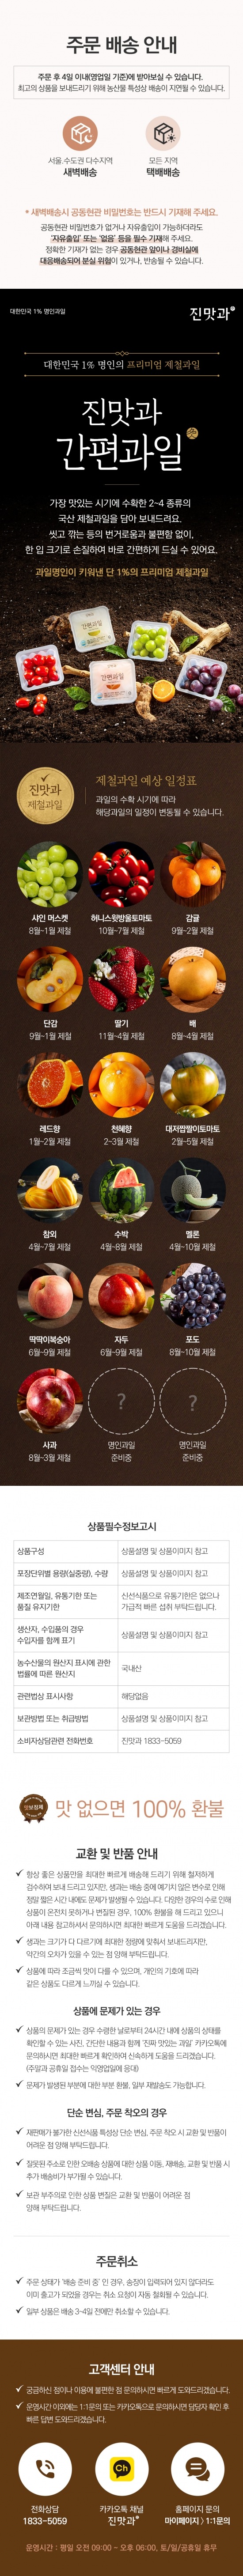 주문 배송 안내
주문 후 4일 이내(영업일 기준)에 받아보실 수 있습니다.
최고의 상품을 보내드리기 위해 농산물 특성상 배송이 지연될 수 있습니다.
서울.수도권 다수지역
새벽배송
모든 지역
택배배송
* 새벽배송시 공동현관 비밀번호는 반드시 기재해 주세요.
공동현관 비밀번호가 없거나 자유출입이 가능하더라도
'자유출입' 또는 '없음' 등을 필수 기재해 주세요.
정확한 기재가 없는 경우 공동현관 앞이나 경비실에
대응배송되어 분실 위험이 있거나, 반송될 수 있습니다.
대한민국 1% 명인과일
진맛과
대한민국 1% 명인의 프리미엄 제철과일
진맛과
간편과일
가장 맛있는 시기에 수확한 2~4 종류의
국산 제철과일을 담아 보내드려요.
씻고 깎는 등의 번거로움과 불편함 없이,
한 입 크기로 손질하여 바로 간편하게 드실 수 있어요.
과일명인이 키워낸 단 1%의 프리미엄 제철과일
간편과일
간편과일
진맛과
제철과일
제철과일 예상 일정표
과일의 수확 시기에 따라
해당과일의 일정이 변동될 수 있습니다.
샤인 머스켓
8월~1월 제철
허니스윗방울토마토
10월~7월 제철
감귤
9월~2월 제철
단감
9월~1월 제철
딸기
11월~4월 제철
배
8월~4월 제철
레드향
1월~2월 제철
천혜향
2~3월 제철
대저짭짤이토마토
2월~5월 제철
참외
4월~7월 제철
수박
4월~8월 제철
멜론
4월~10월 제철
딱딱이복숭아
6월~9월 제철
자두
6월~9월 제철
포도
8월~10월 제철
사과
8월~3월 제철
?
명인과일
준비중
?
명인과일
준비중
상품필수정보고시
상품구성 상품설명 및 상품이미지 참고
포장단위별 용량(실중량), 수량 상품설명 및 상품이미지 참고
제조연월일, 유통기한 또는
품질 유지기한
신선식품으로 유통기한은 없으나
가급적 빠른 섭취 부탁드립니다.
생산자, 수입품의 경우
수입자를 함께 표기
상품설명 및 상품이미지 참고
농수산물의 원산지 표시에 관한
법률에 따른 원산지
국내산
관련법상 표시사항 해당없음
보관방법 또는 취급방법 상품설명 및 상품이미지 참고
소비자상담관련 전화번호 진맛과 1833-5059
맛보장제
맛 없으면 100% 환불
교환 및 반품 안내
항상 좋은 상품만을 최대한 빠르게 배송해 드리기 위해 철저하게
검수하여 보내 드리고 있지만, 생과는 배송 중에 예기치 않은 변수로 인해
정말 짧은 시간 내에도 문제가 발생될 수 있습니다. 다양한 경우의 수로 인해
상품이 온전치 못하거나 변질된 경우, 100% 환불을 해 드리고 있으니
아래 내용 참고하셔서 문의하시면 최대한 빠르게 도움을 드리겠습니다.
생과는 크기가 다 다르기에 최대한 정량에 맞춰서 보내드리지만,
약간의 오차가 있을 수 있는 점 양해 부탁드립니다.
상품에 따라 조금씩 맛이 다를 수 있으며, 개인의 기호에 따라
같은 상품도 다르게 느끼실 수 있습니다.
상품에 문제가 있는 경우
상품의 문제가 있는 경우 수령한 날로부터 24시간 내에 상품의 상태를
확인할 수 있는 사진, 간단한 내용과 함께 '진짜 맛있는 과일' 카카오톡에
문의하시면 최대한 빠르게 확인하여 신속하게 도움을 드리겠습니다.
(주말과 공휴일 접수는 익영업일에 응대)
문제가 발생된 부분에 대한 부분 환불, 일부 재발송도 가능합니다.
단순 변심, 주문 착오의 경우
재판매가 불가한 신선식품 특성상 단순 변심, 주문 착오 시 교환 및 반품이
어려운 점 양해 부탁드립니다.
잘못된 주소로 인한 오배송 상품에 대한 상품 이동, 재배송, 교환 및 반품 시
추가 배송비가 부가될 수 있습니다.
보관 부주의로 인한 상품 변질은 교환 및 반품이 어려운 점
양해 부탁드립니다.
주문취소
주문 상태가 '배송 준비 중' 인 경우, 송장이 입력되어 있지 않더라도
이미 출고가 되었을 경우는 취소 요청이 자동 철회될 수 있습니다.
일부 상품은 배송 3~4일 전에만 취소할 수 있습니다.
고객센터 안내
궁금하신 점이나 이용에 불편한 점 문의하시면 빠르게 도와드리겠습니다.
운영시간 이외에는 1:1문의 또는 카카오톡으로 문의하시면 담당자 확인 후
빠른 답변 도와드리겠습니다.
전화상담
1833-5059
Ch
카카오톡 채널
진맛과
홈페이지 문의
마이페이지 > 1:1문의
운영시간 : 평일 오전 09:00 ~ 오후 06:00, 토/일/공휴일 휴무